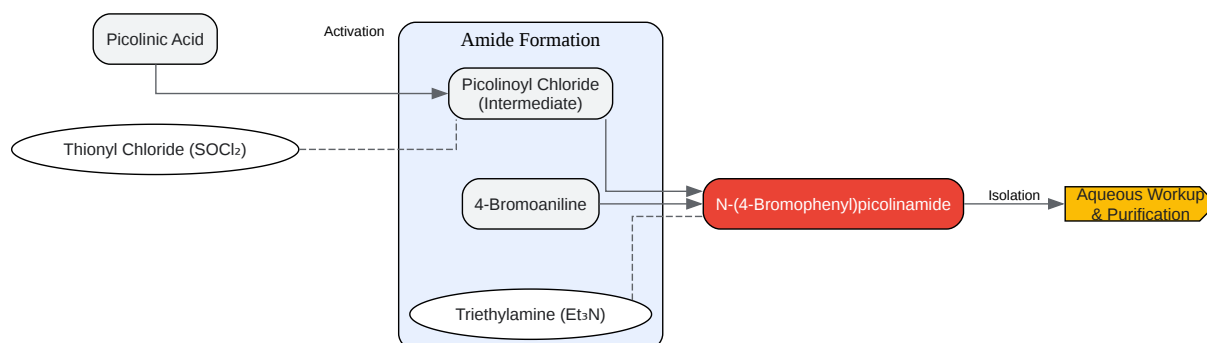 Picolinic Acid
Activation
Amide Formation
Picolinoyl Chloride
(Intermediate)
Thionyl Chloride (SOCl₂)
4-Bromoaniline
N-(4-Bromophenyl)picolinamide
Isolation
Aqueous Workup
& Purification
Triethylamine (Et₃N)